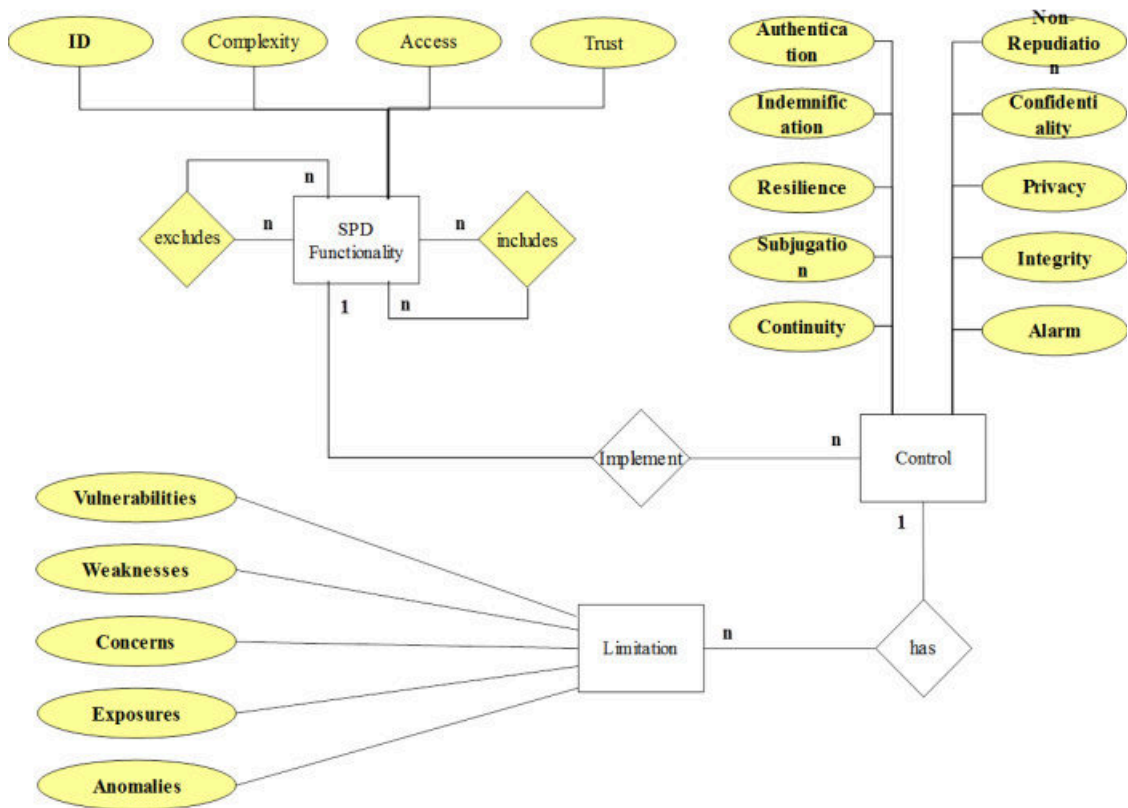 ID
Complexity
Access
Trust
Authentica
tion
Non-
Repudiatio
n
Indemnific
ation
Confidenti
ality
Resilience
Privacy
Subjugatio
n
Integrity
Continuity
Alarm
n
excludes
n
SPD
Functionality
n
includes
1
n
Implement
n
Control
1
Vulnerabilities
Weaknesses
Concerns
Exposures
Anomalies
Limitation
n
has